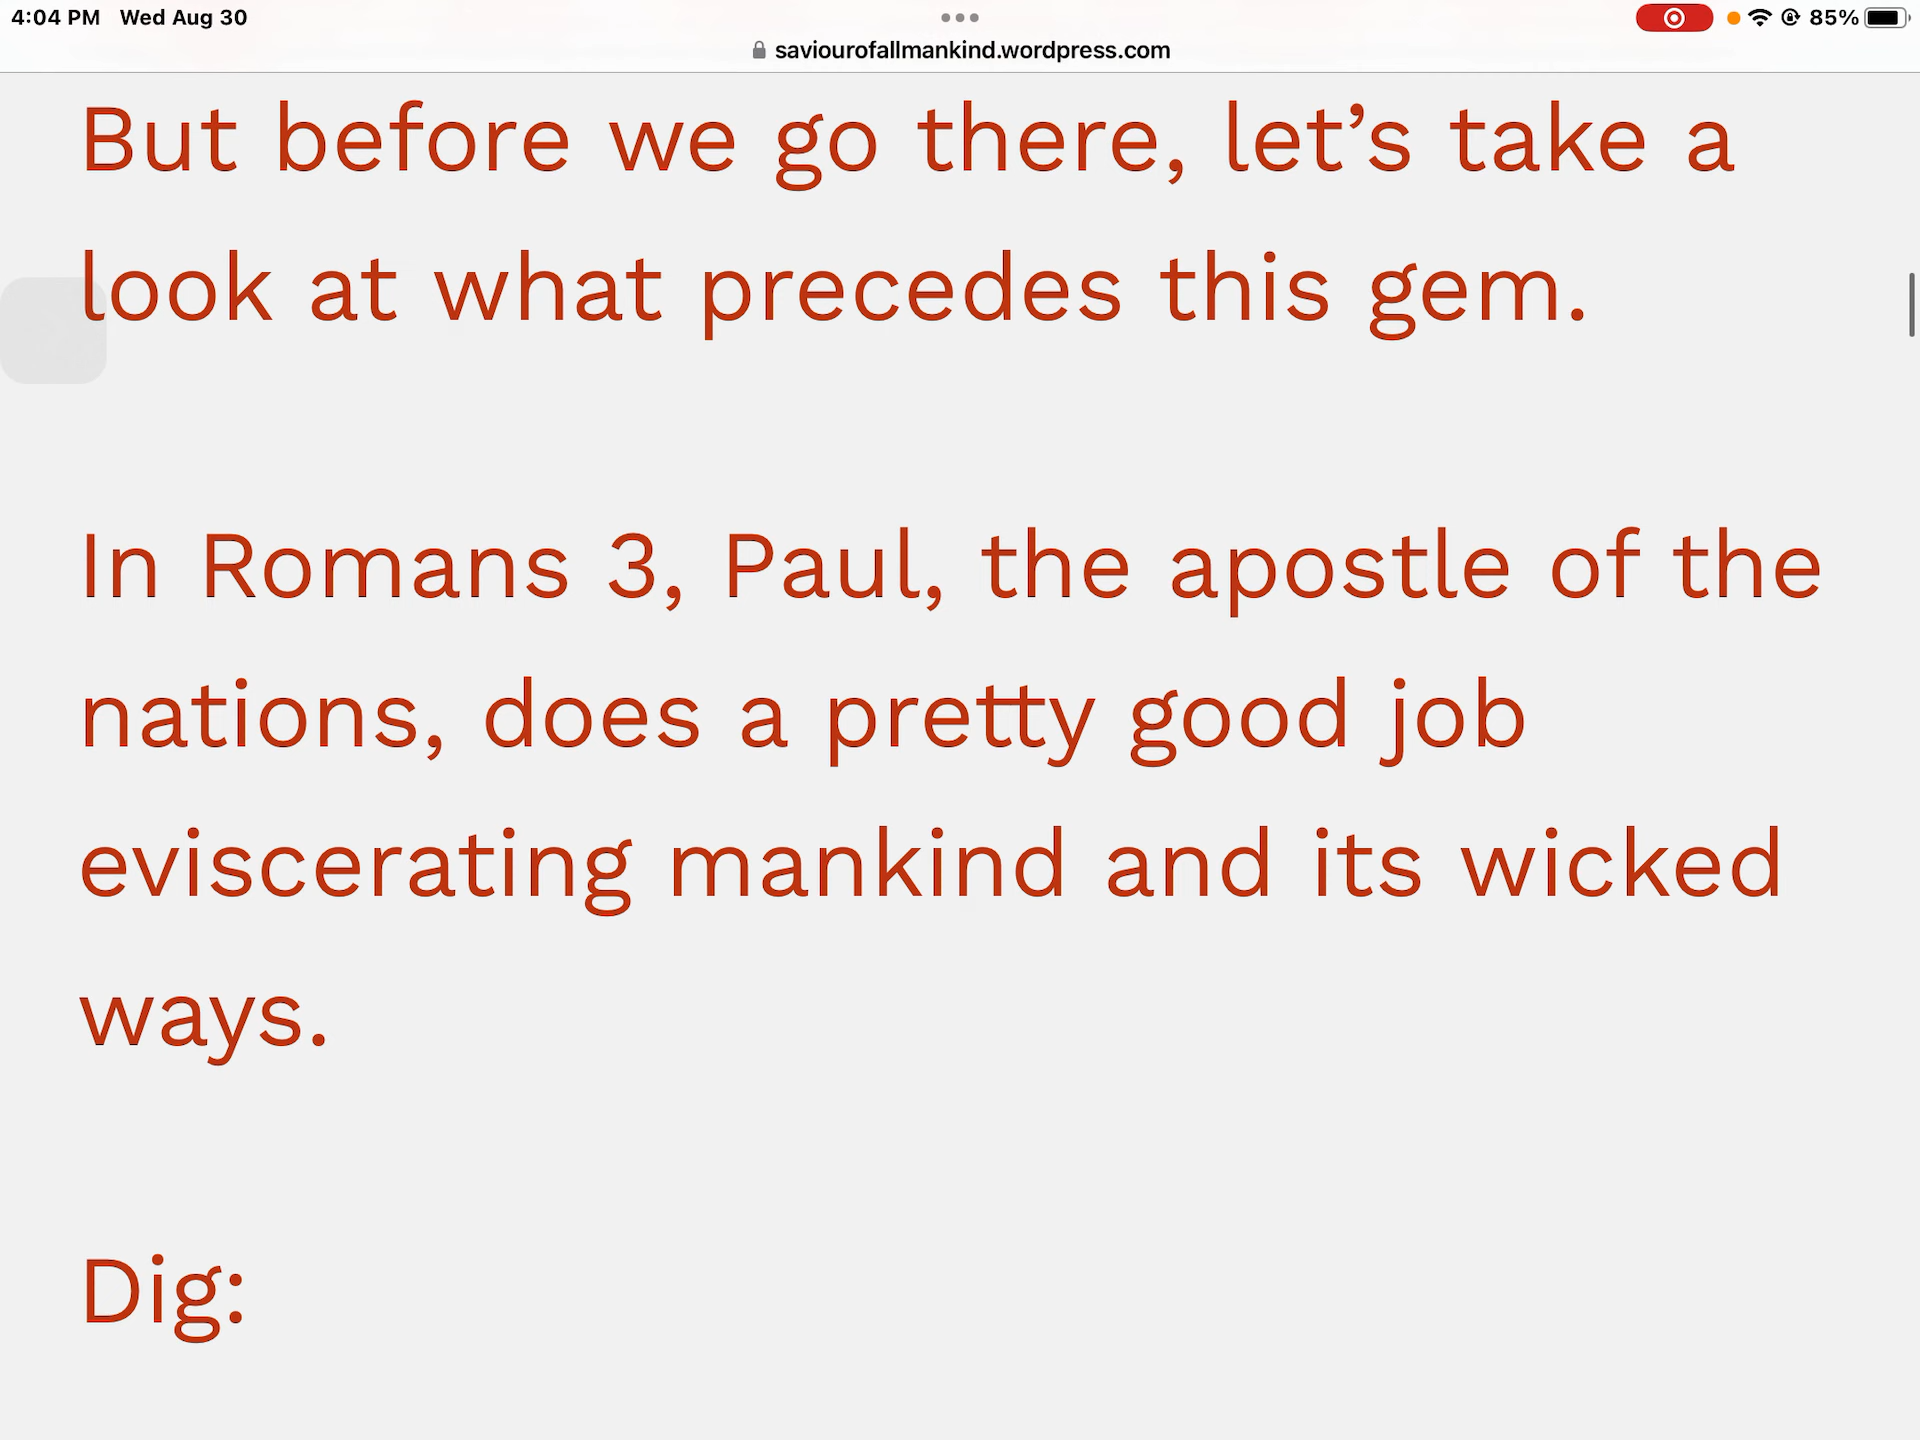 4:04 PM Wed Aug 30
85%
saviourofallmankind.wordpress.com
But before we go there, let’s take a
look at what precedes this gem.
In Romans 3, Paul, the apostle of the
nations, does a pretty good job
eviscerating mankind and its wicked
ways.
Dig: